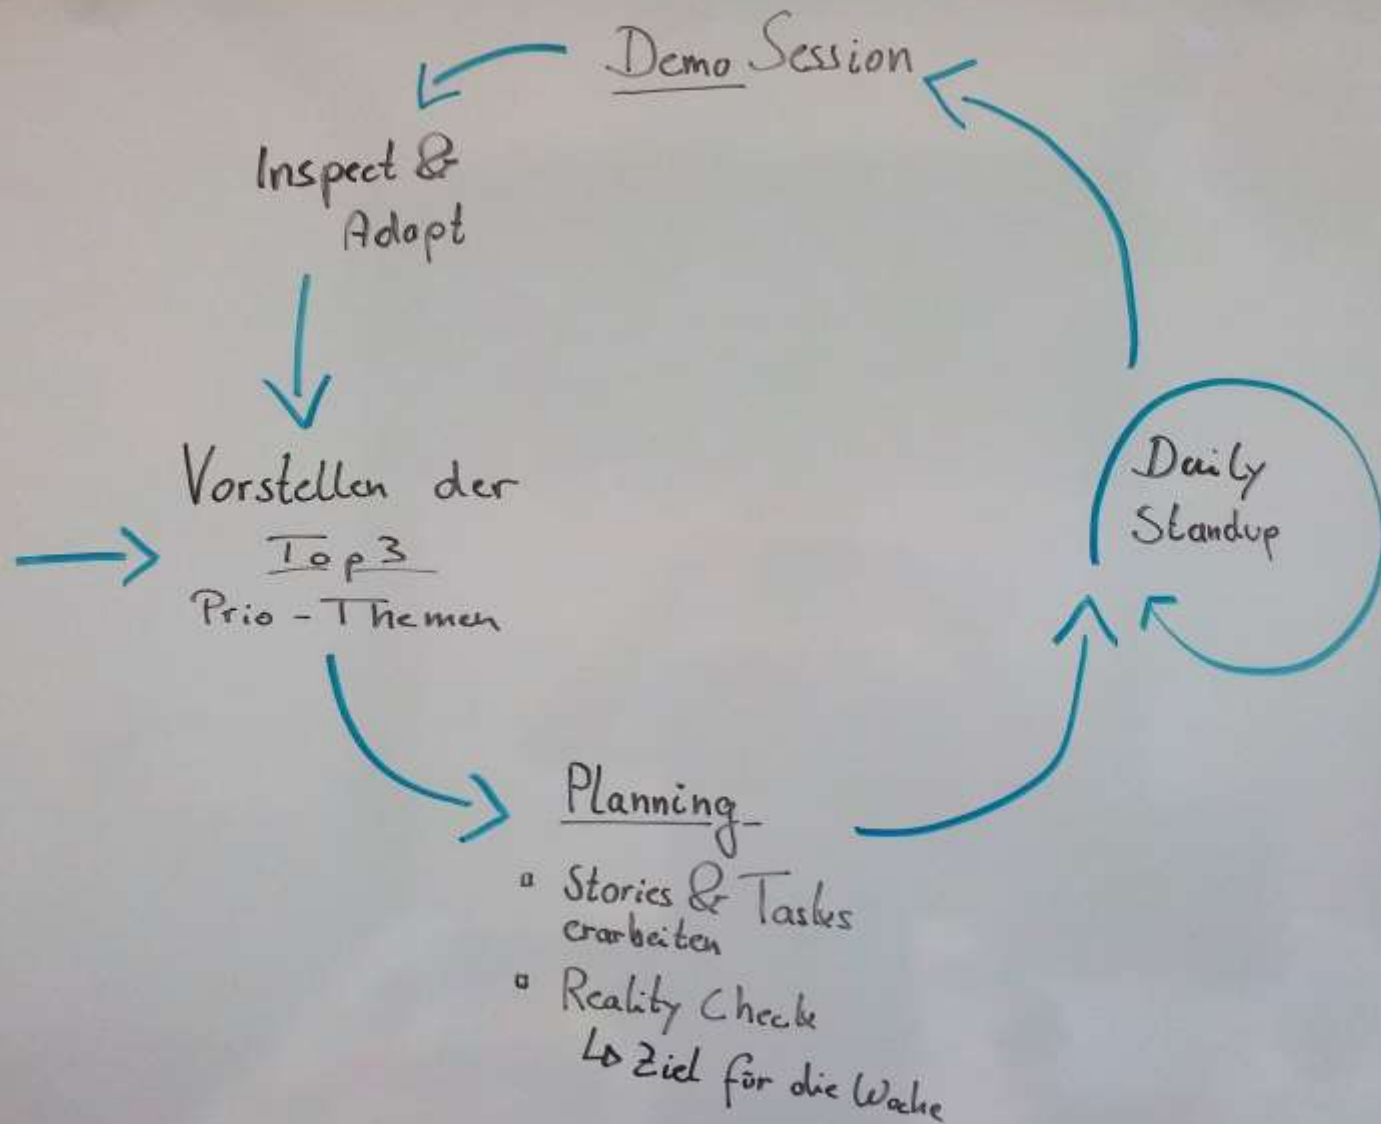 Demo Session
Inspect &
Adapt
Vorstellen der
Top 3
Prio - Themen
Daily
Standup
Planning
Stories & Tasks
erarbeiten
Reality Check
Ziel für die Woche